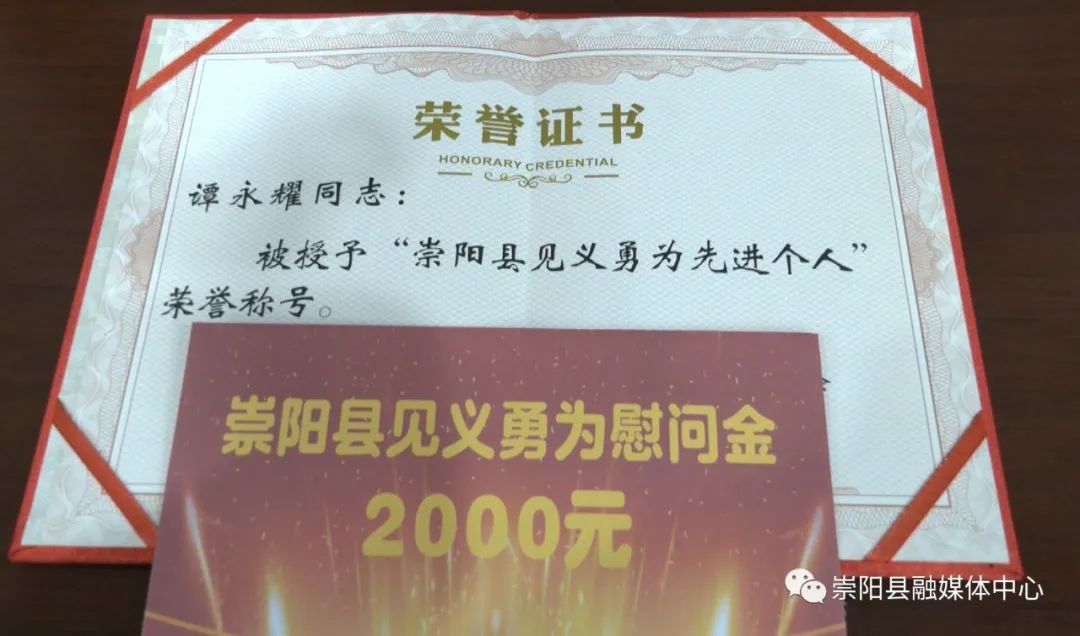 荣誉证书
HONORARY CREDENTIAL
谭永耀同志：
被授予“崇阳县见义勇为先进个人”
荣誉称号。
崇阳县见义勇为慰问金
2000元
崇阳县融媒体中心